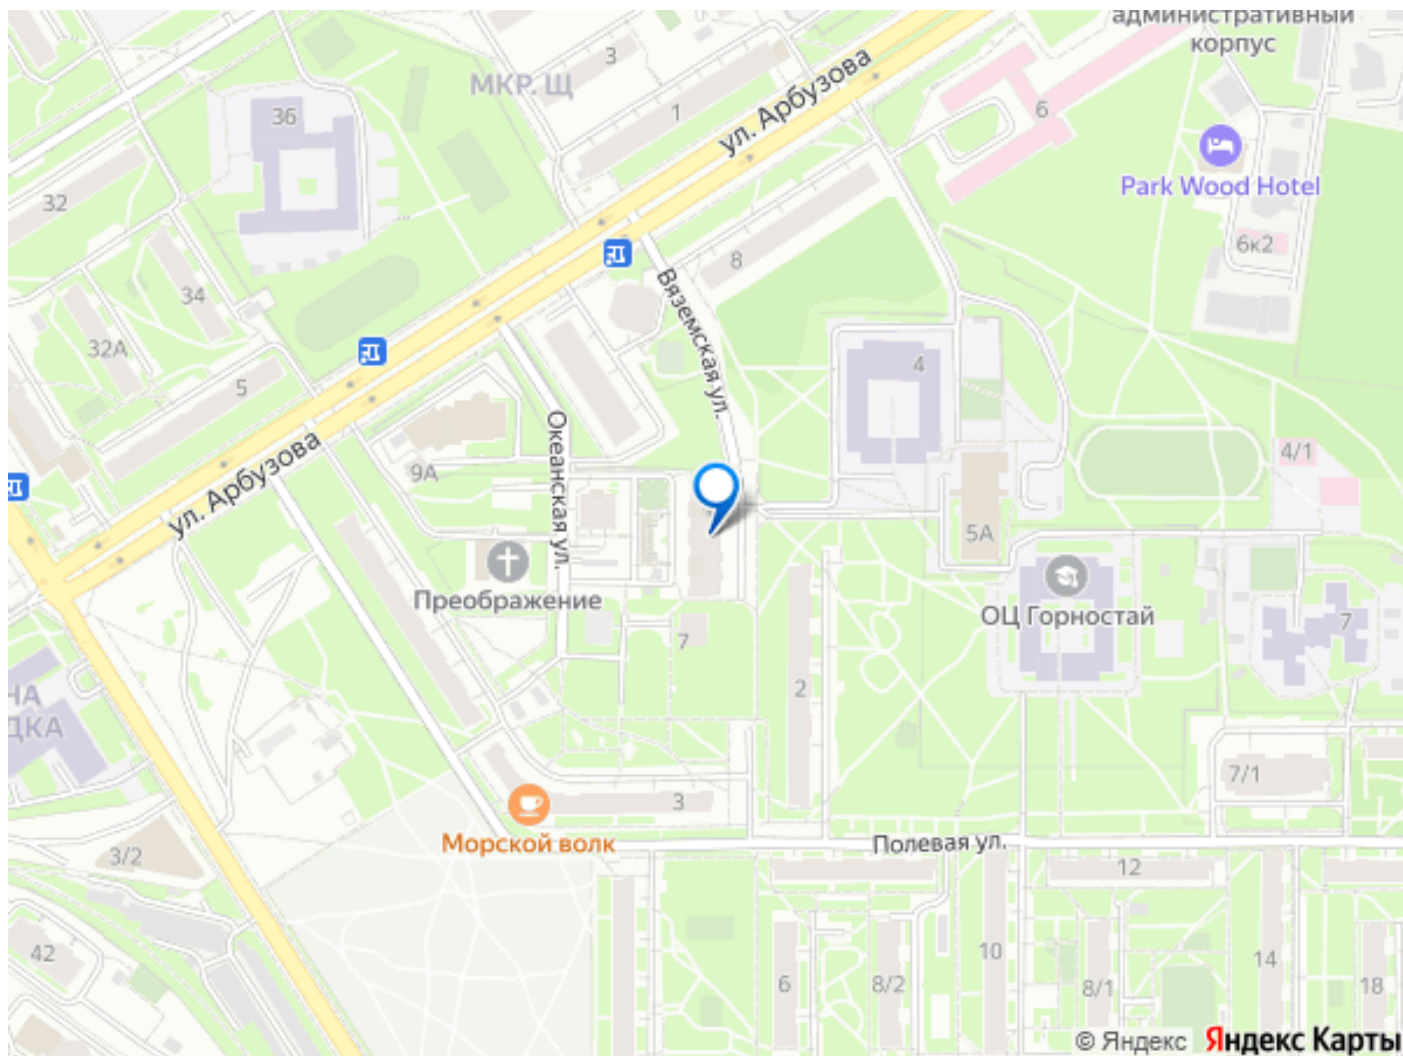 административный
корпус
3
МКР. Щ
ул. Арбузова
36
1
6
Park Wood Hotel
32
6к2
8
34
Вяземская ул.
32А
4
5
Океанская ул.
9А
4/1
ул. Арбузова
5А
Преображение
ОЦ Горностай
7
7
2
НА
ДКА
7/1
3
Морской волк
Полевая ул.
3/2
12
42
10
14
6
8/2
8/1
18
© Яндекс Яндекс Карты